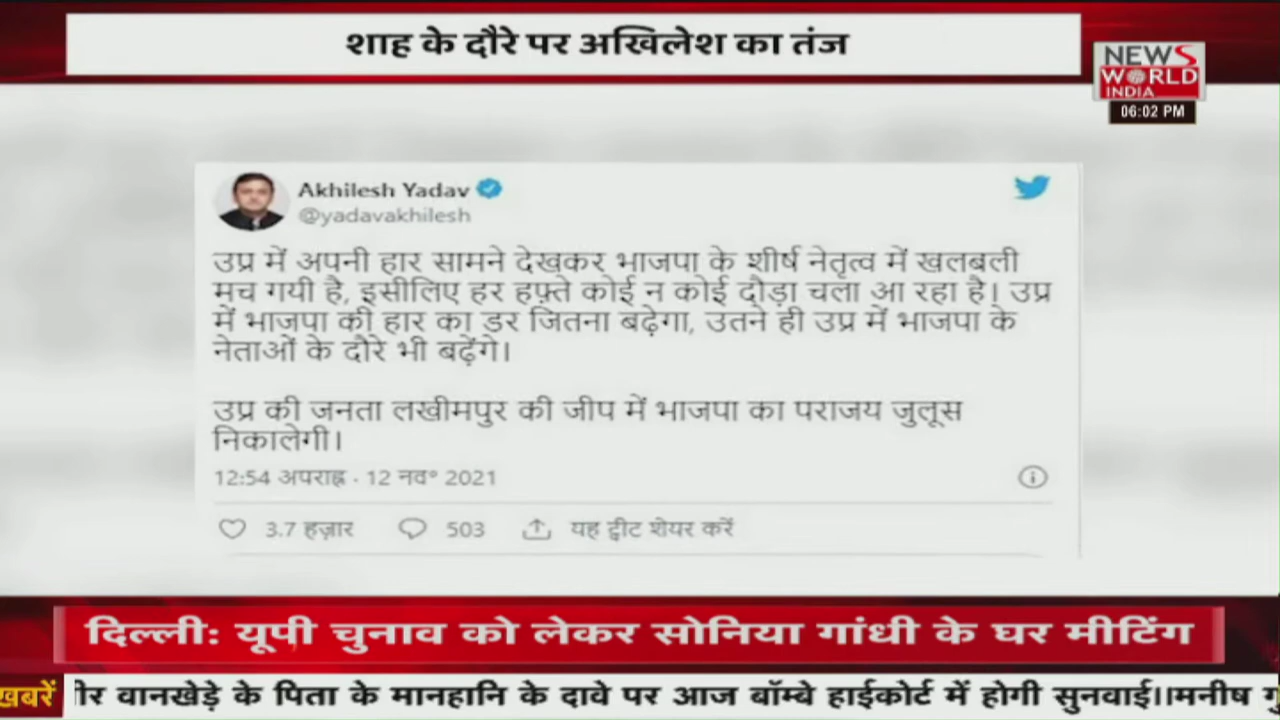 शाह के दौरे पर अखिलेश का तंज
NEWS
WORLD
INDIA
06:02 PM
Akhilesh Yadav
@yadavakhilesh
उप्र में अपनी हार सामने देखकर भाजपा के शीर्ष नेतृत्व में खलबली
मच गयी है, इसीलिए हर हफ़्ते कोई न कोई दौड़ा चला आ रहा है। उप्र
में भाजपा की हार का डर जितना बढ़ेगा, उतने ही उप्र में भाजपा के
नेताओं के दौरे भी बढ़ेंगे।
उप्र की जनता लखीमपुर की जीप में भाजपा का पराजय जुलूस
निकालेगी।
12:54 अपराह्न · 12 नव॰ 2021
3.7 हज़ार 503 यह ट्वीट शेयर करें
दिल्ली: यूपी चुनाव को लेकर सोनिया गांधी के घर मीटिंग
खबरें वानखेड़े के पिता के मानहानि के दावे पर आज बॉम्बे हाईकोर्ट में होगी सुनवाई।।मनीष